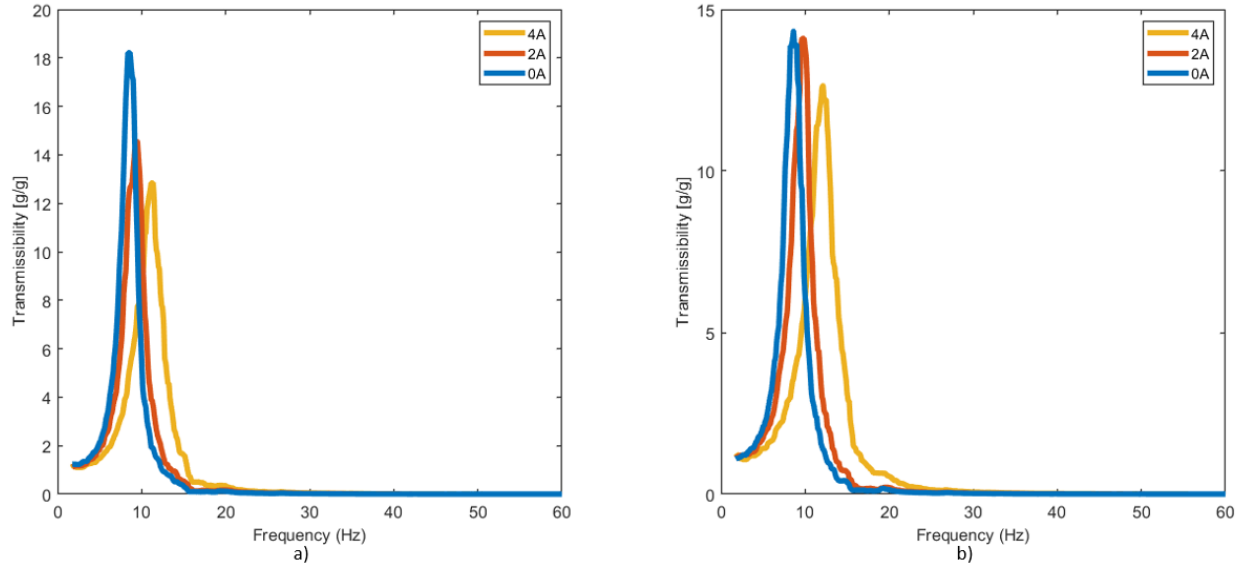 20
18
16
14
12
10
8
6
4
2
0
Transmissibility [g/g]
4A
2A
0A
0 10 20 30 40 50 60
Frequency (Hz)
a)
15
10
5
0
Transmissibility [g/g]
4A
2A
0A
0 10 20 30 40 50 60
Frequency (Hz)
b)